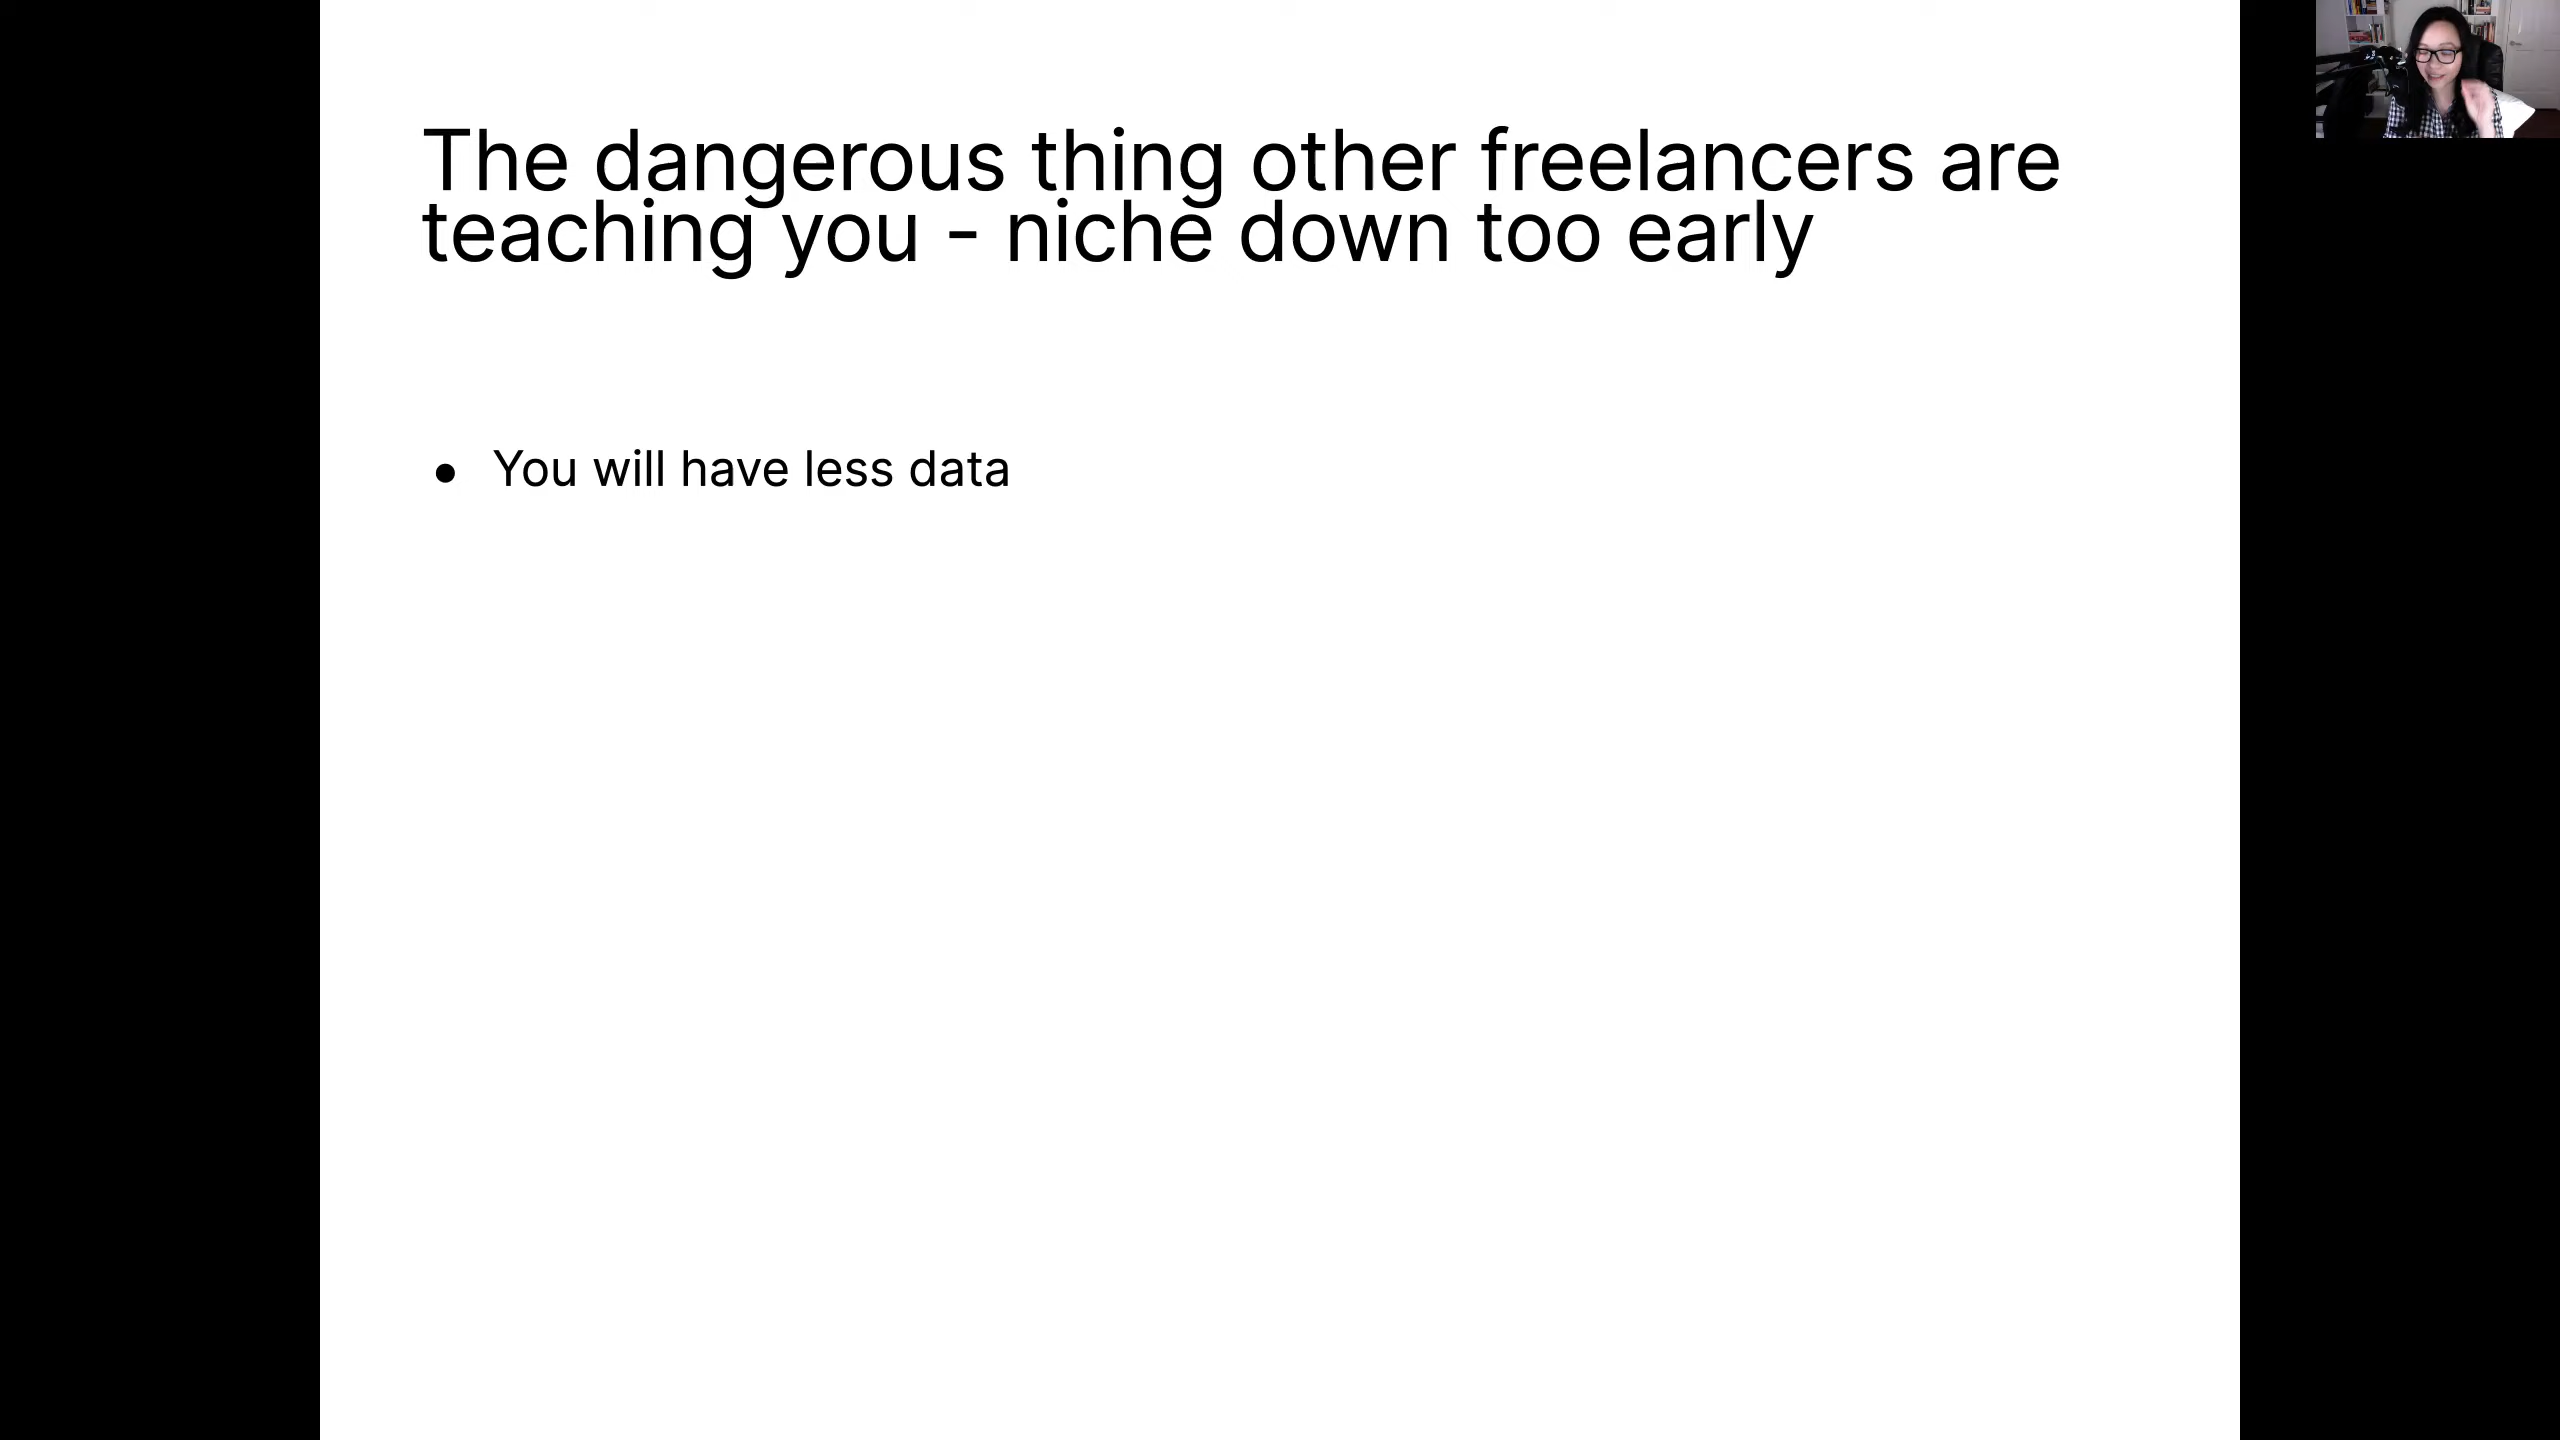 The dangerous thing other freelancers are
teaching you - niche down too early
● You will have less data